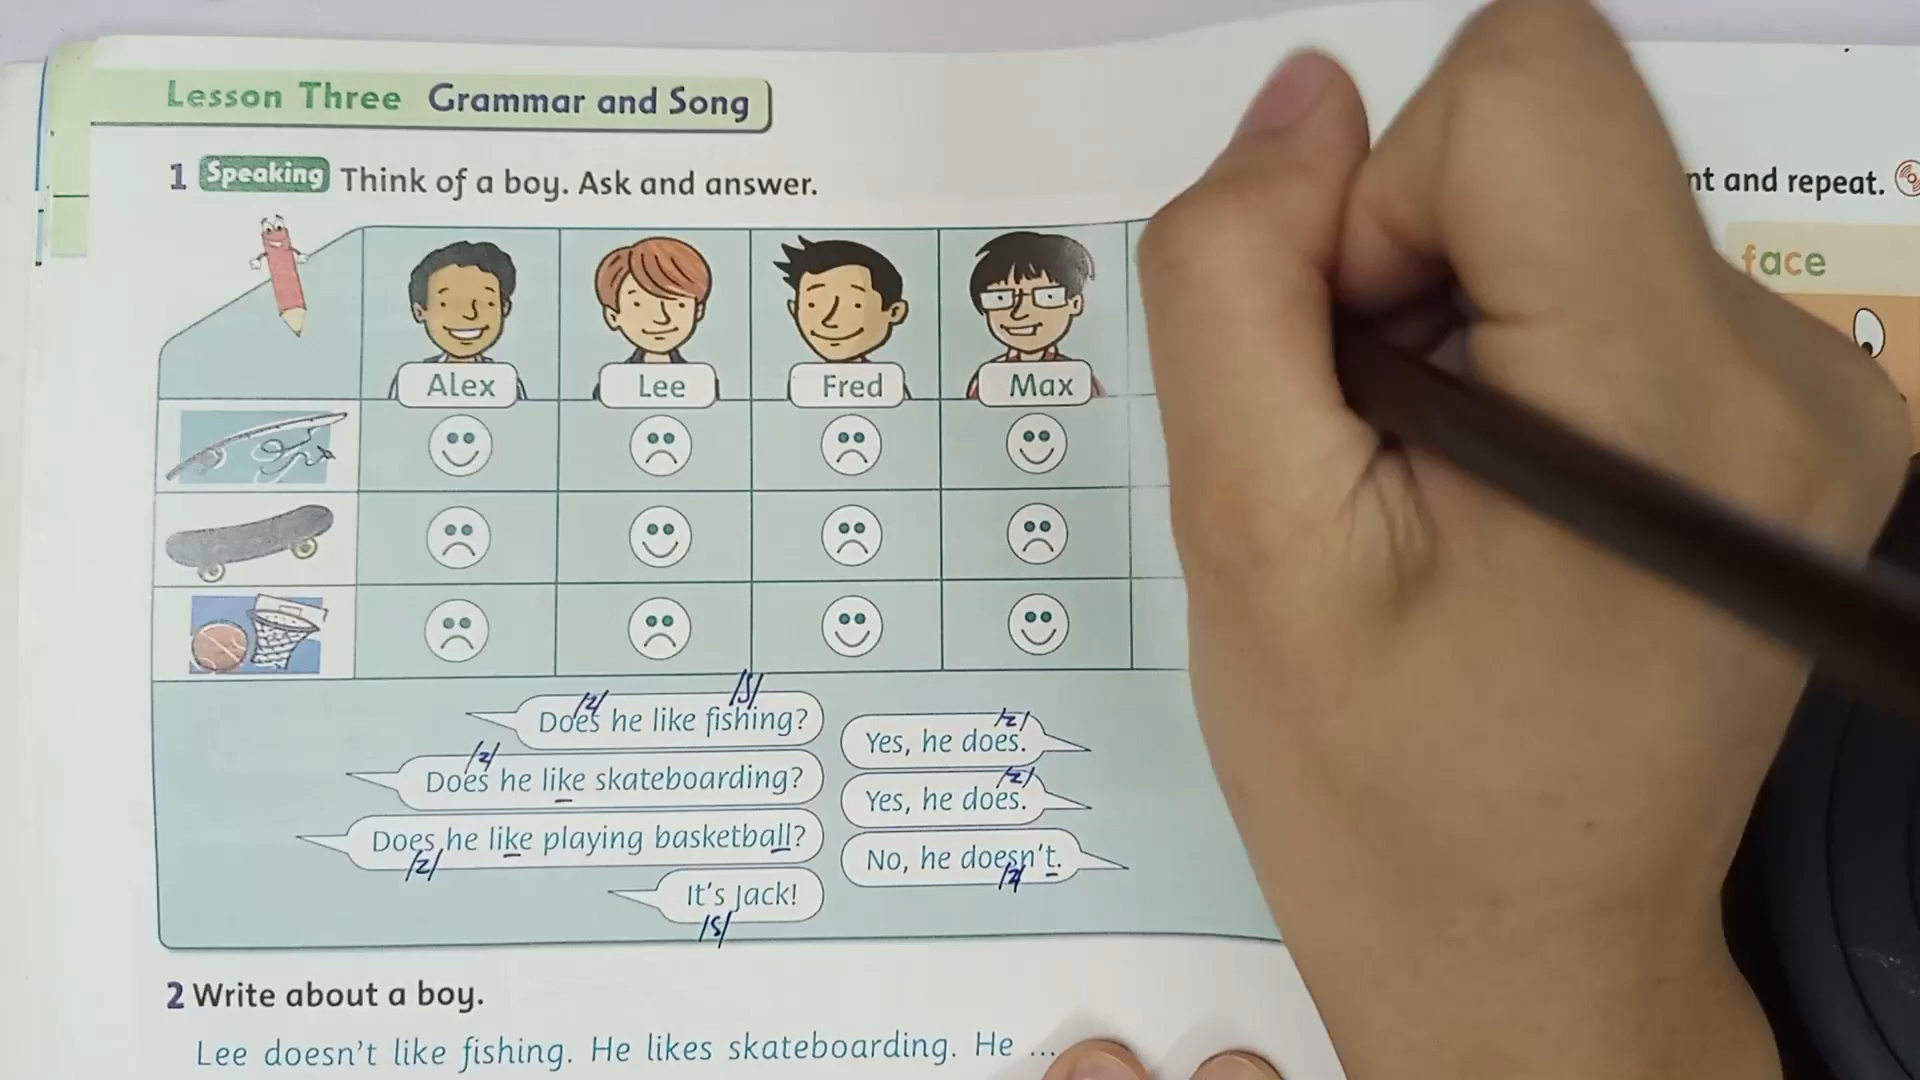 Lesson Three Grammar and Song
1 Speaking Think of a boy. Ask and answer.
and repeat.
face
Alex Lee Fred Max
/z/ /ʃ/
Does he like fishing?
/z/
Yes, he does.
/z/
Does he like skateboarding?
/z/
Yes, he does.
Does he like playing basketball?
/z/
No, he doesn't.
/z/
It's Jack!
/s/
2 Write about a boy.
Lee doesn't like fishing. He likes skateboarding. He ...